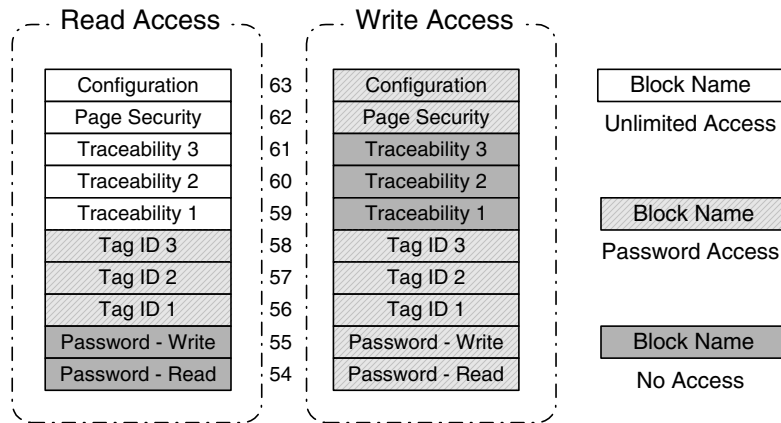 Read Access
Write Access
Configuration 63 Configuration
Page Security 62 Page Security
Traceability 3 61 Traceability 3
Traceability 2 60 Traceability 2
Traceability 1 59 Traceability 1
Tag ID 3 58 Tag ID 3
Tag ID 2 57 Tag ID 2
Tag ID 1 56 Tag ID 1
Password - Write 55 Password - Write
Password - Read 54 Password - Read
Block Name
Unlimited Access
Block Name
Password Access
Block Name
No Access